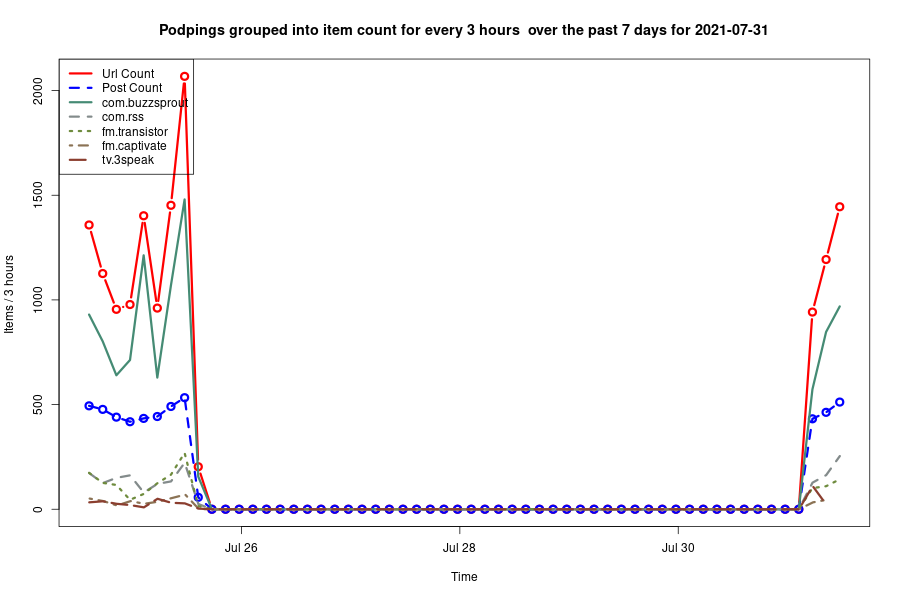 Podpings grouped into item count for every 3 hours  over the past 7 days for 2021-07-31
Url Count
Post Count
com.buzzsprout
com.rss
fm.transistor
fm.captivate
tv.3speak
2000
1500
1000
500
0
Items / 3 hours
Jul 26
Jul 28
Jul 30
Time